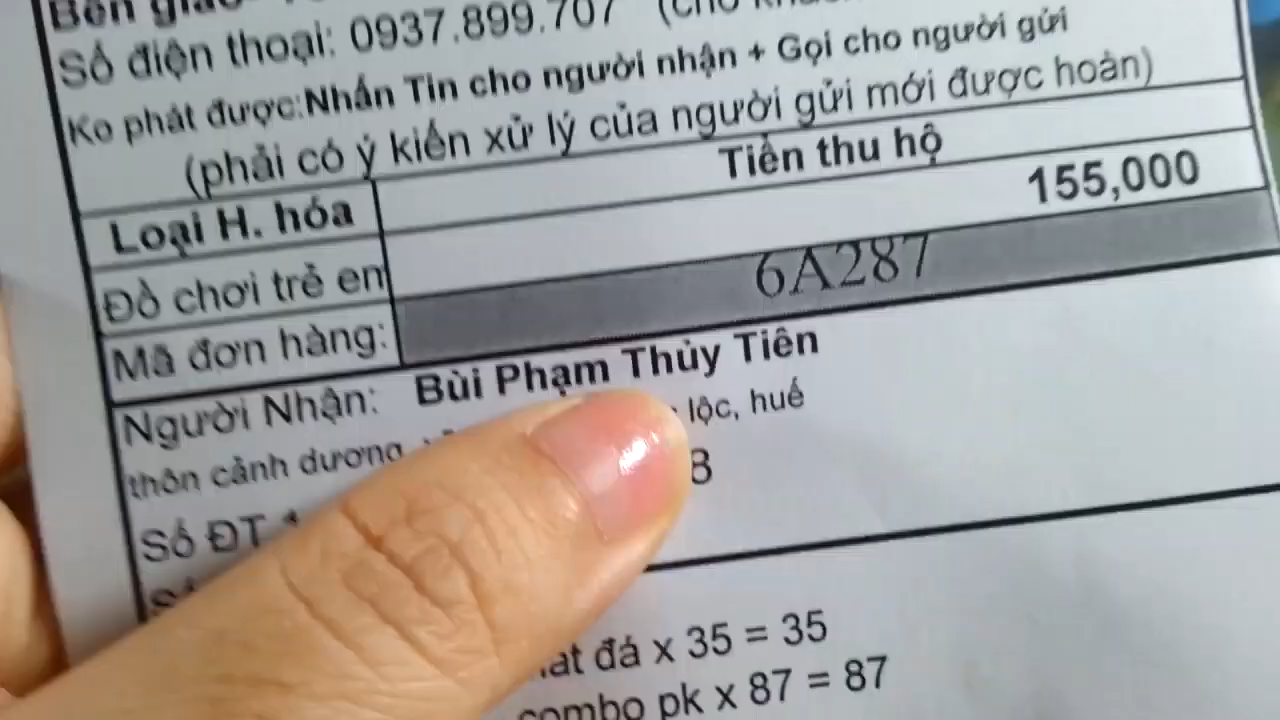 Bên giao
Số điện thoại: 0937.899.707 (cho
Ko phát được:Nhắn Tin cho người nhận + Gọi cho người gửi
(phải có ý kiến xử lý của người gửi mới được hoàn)
Loại H. hóa Tiền thu hộ
Đồ chơi trẻ em 155,000
Mã đơn hàng: 6A287
Người Nhận: Bùi Phạm Thủy Tiên
thôn cảnh dương, lộc, huế
Số ĐT 8
đá x 35 = 35
combo pk x 87 = 87